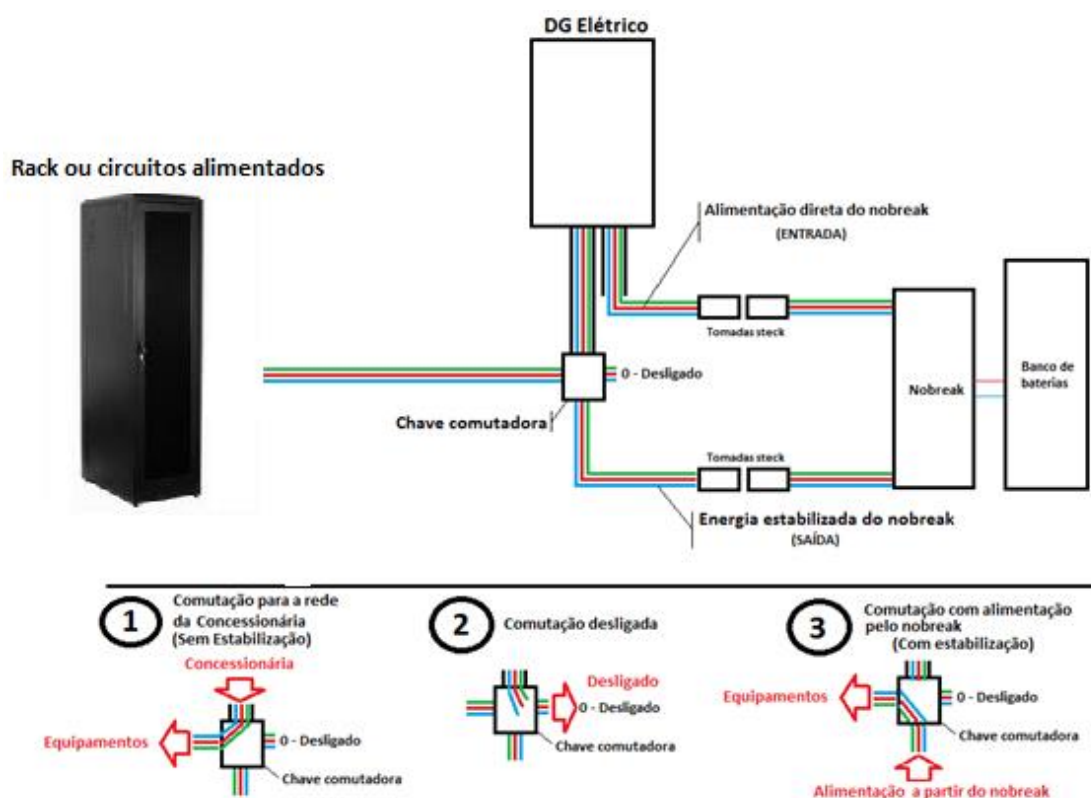 DG Elétrico
Rack ou circuitos alimentados
Alimentação direta do nobreak
(ENTRADA)
Tomadas steck
0 - Desligado
Chave comutadora
Nobreak
Banco de
baterias
Tomadas steck
Energia estabilizada do nobreak
(SAÍDA)
1
Comutação para a rede
da Concessionária
(Sem Estabilização)
Concessionária
Equipamentos
0 - Desligado
Chave comutadora
2
Comutação desligada
Desligado
0 - Desligado
Chave comutadora
3
Comutação com alimentação
pelo nobreak
(Com estabilização)
Equipamentos
0 - Desligado
Chave comutadora
Alimentação a partir do nobreak